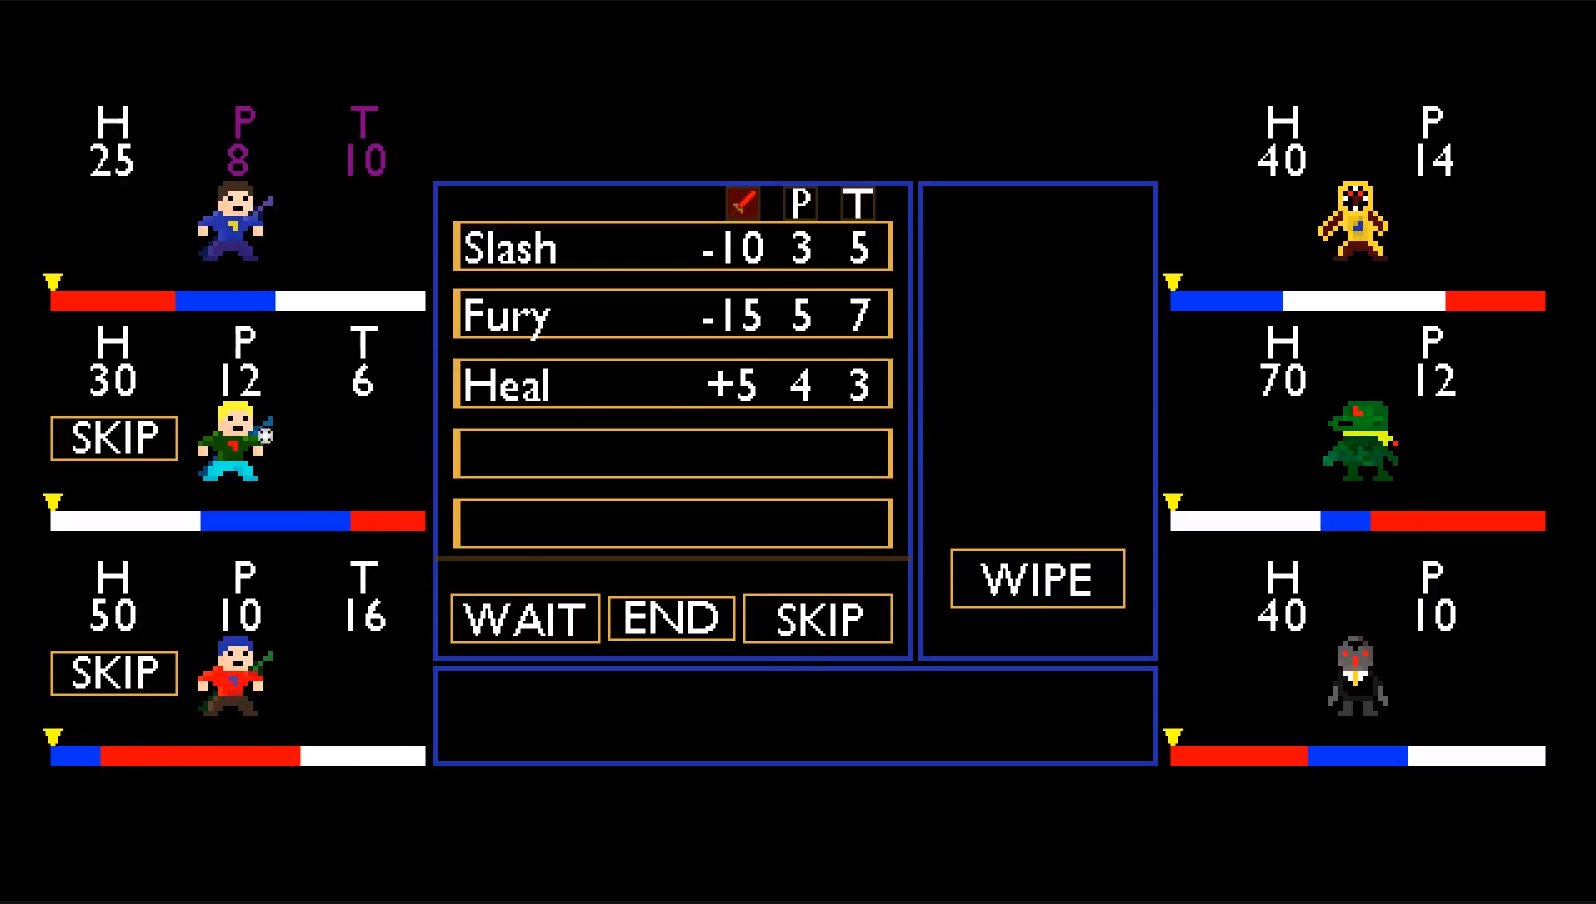 H P T
25 8 10
H P T
30 12 6
SKIP
H P T
50 10 16
SKIP
P T
Slash -10 3 5
Fury -15 5 7
Heal +5 4 3
WAIT END SKIP
WIPE
H P
40 14
H P
70 12
H P
40 10